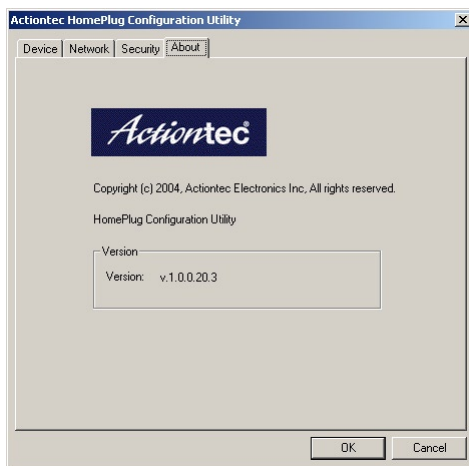 Actiontec HomePlug Configuration Utility
Device Network Security About
Actiontec
Copyright (c) 2004, Actiontec Electronics Inc, All rights reserved.
HomePlug Configuration Utility
Version
Version: v.1.0.0.20.3
OK Cancel